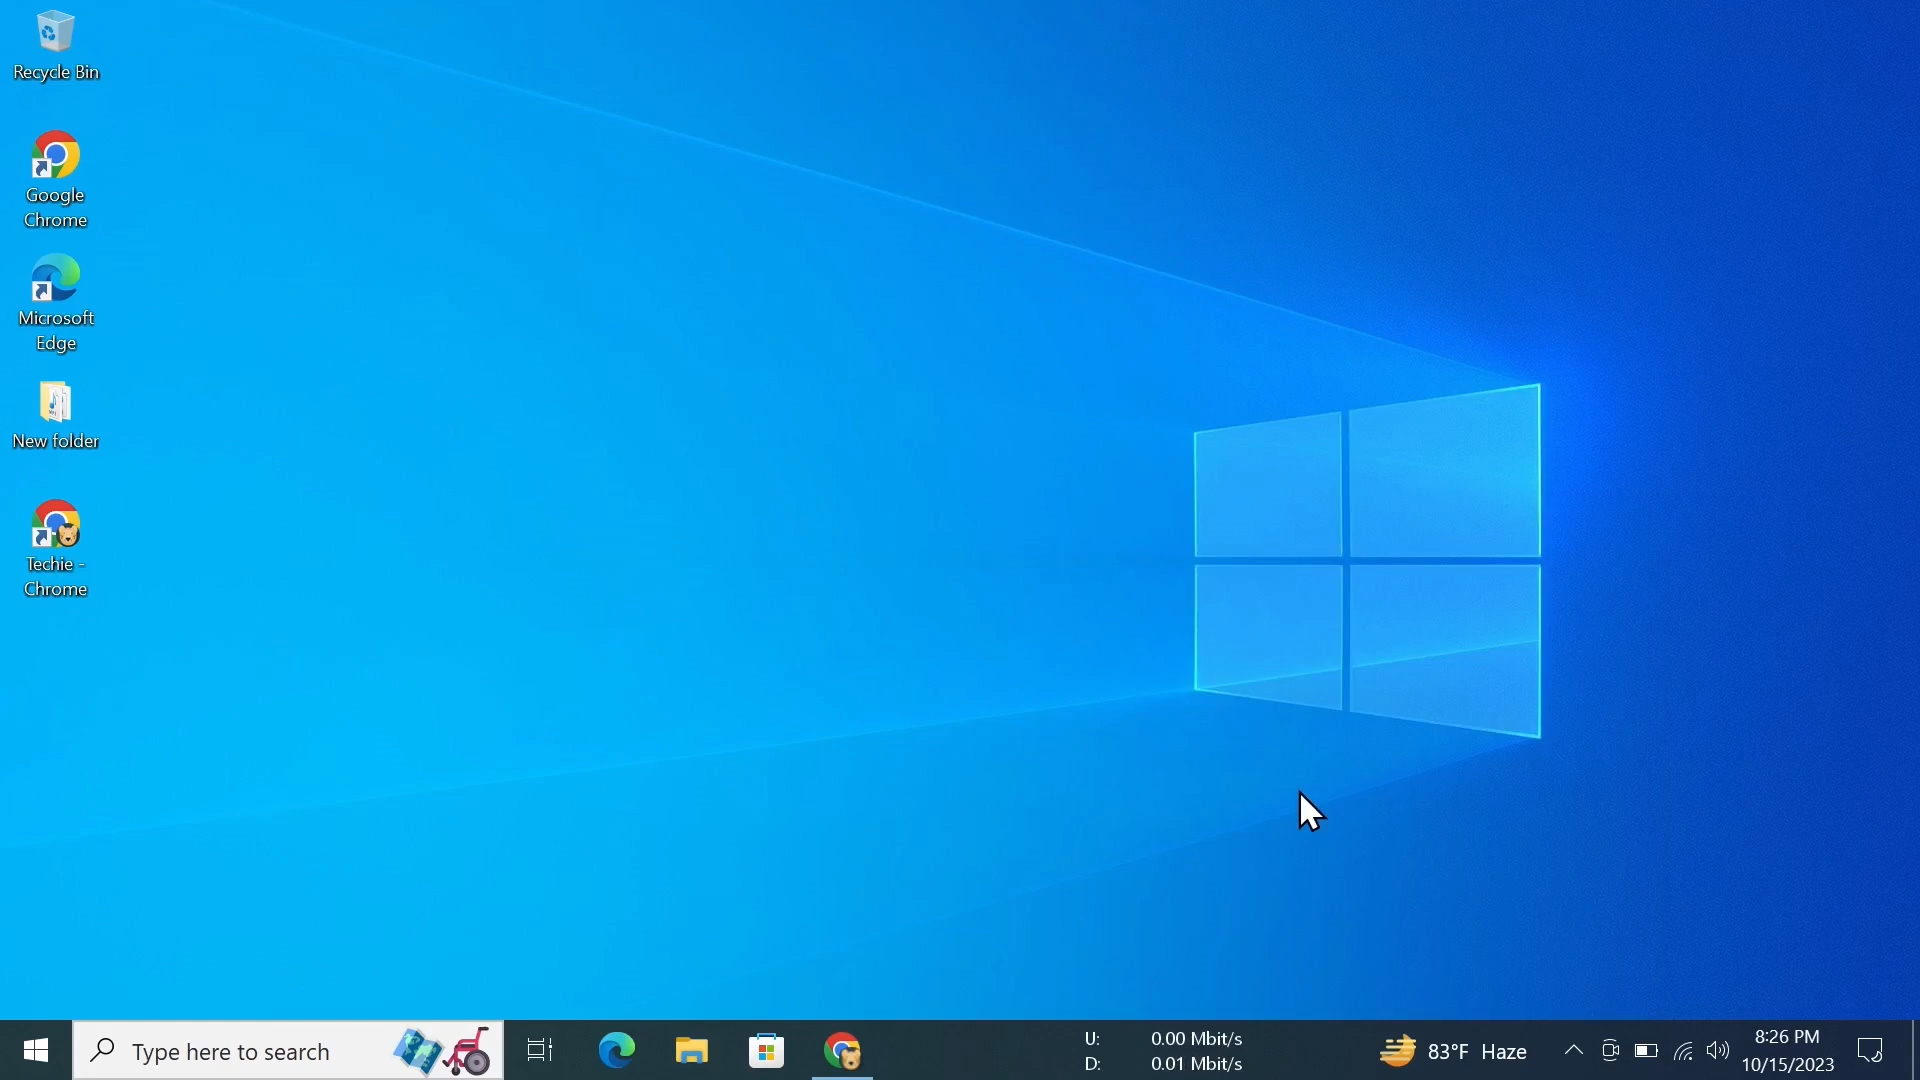 Recycle Bin
Google
Chrome
Microsoft
Edge
New folder
Techie -
Chrome
Type here to search
U: 0.00 Mbit/s
D: 0.01 Mbit/s
83°F Haze
8:26 PM
10/15/2023